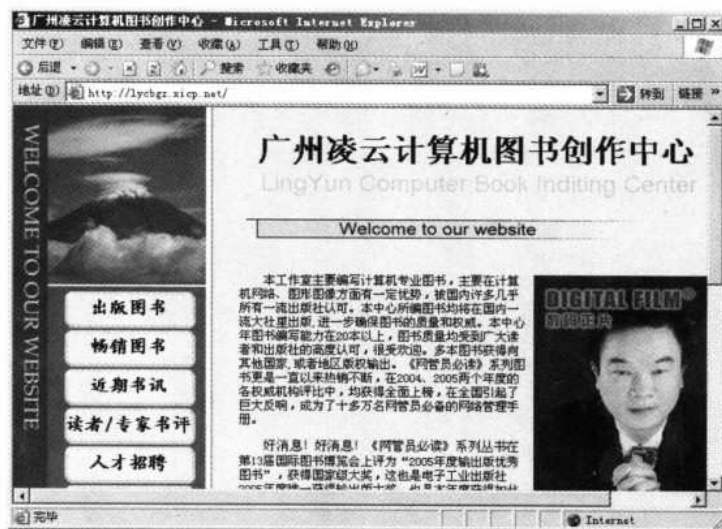 广州凌云计算机图书创作中心 - Microsoft Internet Explorer
文件(F) 编辑(E) 查看(V) 收藏(A) 工具(T) 帮助(H)
后退 搜索 收藏夹
地址(D) http://lycbgz.xicp.net/ 转到 链接 »
WELCOME TO OUR WEBSITE
广州凌云计算机图书创作中心
LingYun Computer Book Inditing Center
Welcome to our website
出版图书
畅销图书
近期书讯
读者/专家书评
人才招聘
本工作室主要编写计算机专业图书，主要在计算
机网络、图形图像方面有一定优势，被国内许多几乎
所有一流出版社认可。本中心所编图书均将在国内一
流大社里出版，进一步确保图书的质量和权威。本中心
年图书编写能力在20本以上，图书质量均受到广大读
者和出版社的高度认可，很受欢迎。多本图书获得向
其他国家，或者地区版权输出。《网管员必读》系列图
书更是一直以来热销不断，在2004、2005两个年度的
各权威机构评比中，均获得全面上榜，在全国引起了
巨大反响，成为了十多万名网管员必备的网络管理手
册。
好消息！好消息！《网管员必读》系列丛书在
第13届国际图书博览会上评为“2005年度输出版优秀
图书”，获得国家级大奖，这也是电子工业出版社
DIGITAL FILM®
完毕
Internet